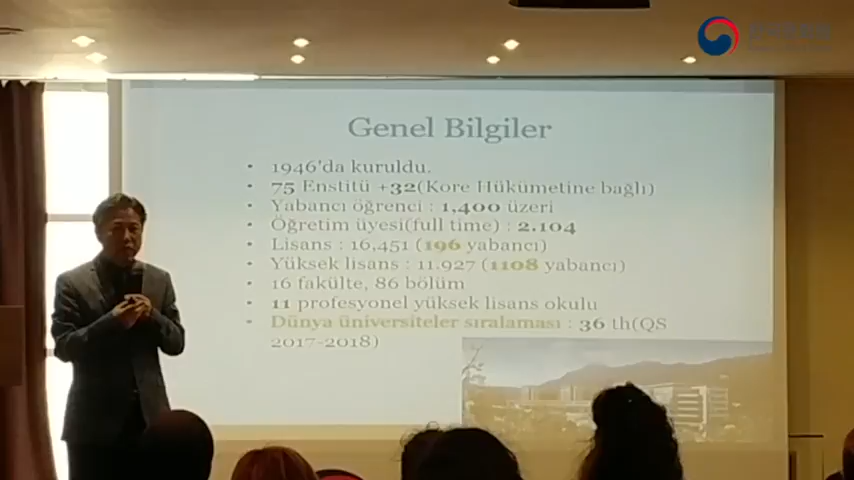 Genel Bilgiler
• 1946'da kuruldu.
• 75 Enstitü +32(Kore Hükümetine bağlı)
• Yabancı öğrenci : 1,400 üzeri
• Öğretim üyesi(full time) : 2.104
• Lisans : 16,451 (196 yabancı)
• Yüksek lisans : 11.927 (1108 yabancı)
• 16 fakülte, 86 bölüm
• 11 profesyonel yüksek lisans okulu
• Dünya üniversiteler sıralaması : 36 th(QS
2017-2018)